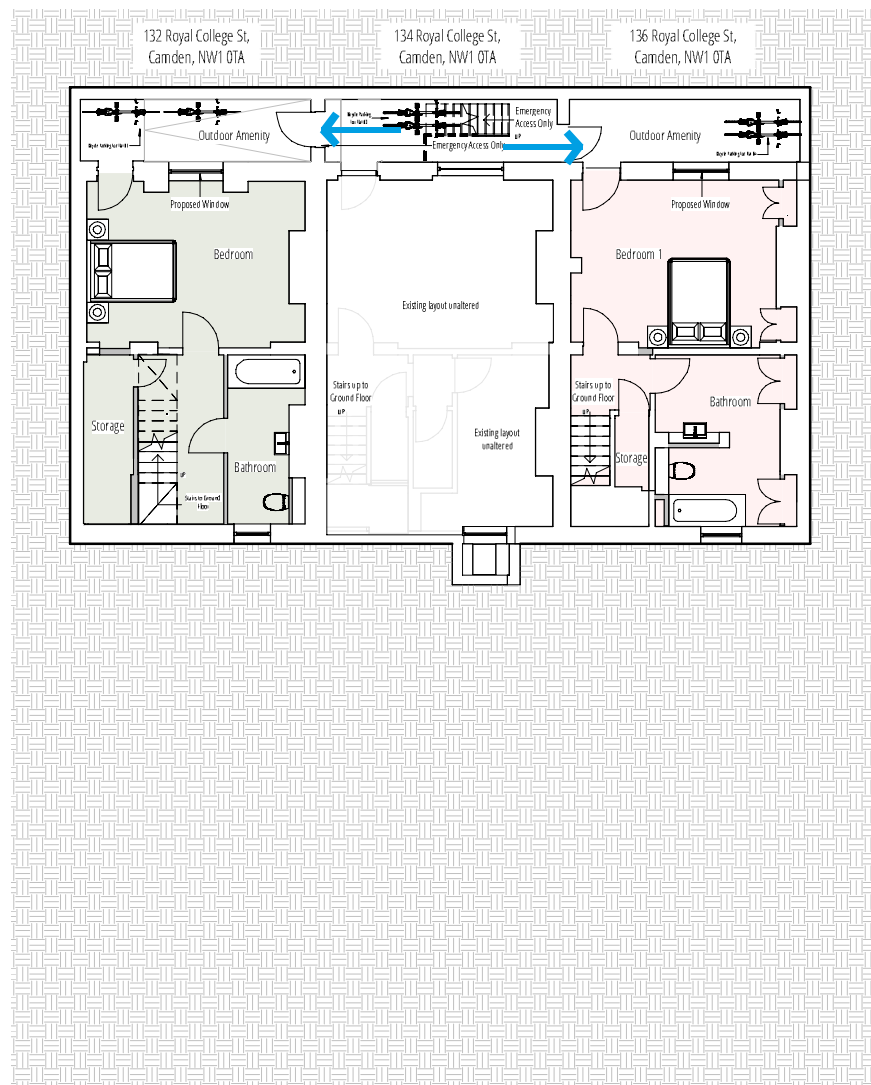 132 Royal College St,
Camden, NW1 0TA
134 Royal College St,
Camden, NW1 0TA
136 Royal College St,
Camden, NW1 0TA
Outdoor Amenity
Emergency
Access Only
UP
Emergency Access Only
Outdoor Amenity
Proposed Window
Proposed Window
Bedroom
Bedroom 1
Existing layout unaltered
Stairs up to
Ground Floor
UP
Stairs up to
Ground Floor
UP
Bathroom
Storage
Existing layout
unaltered
Storage
Bathroom
UP
Stairs to Ground
Floor